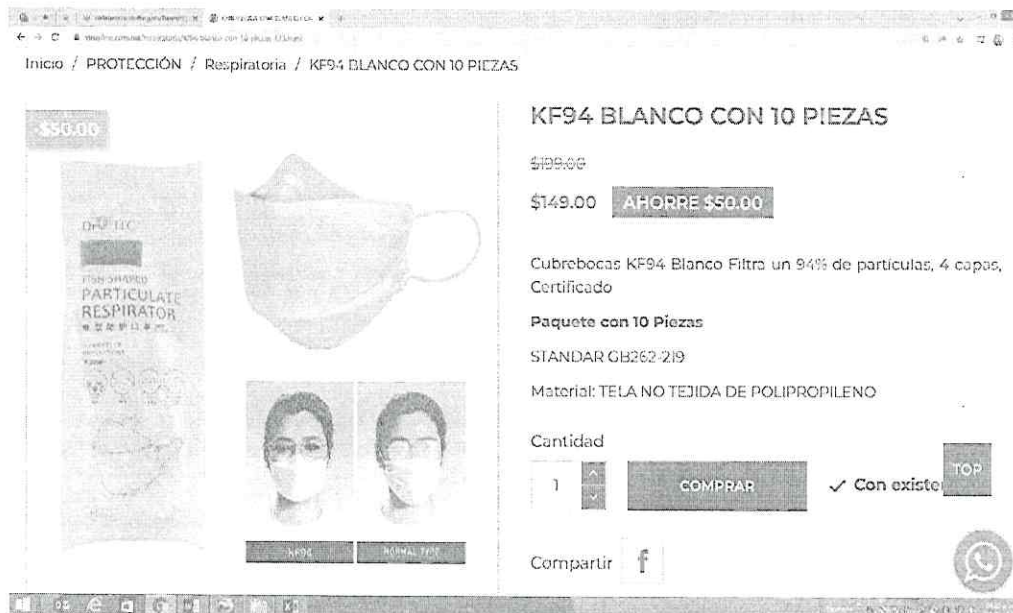 Inicio / PROTECCIÓN / Respiratoria / KF94 BLANCO CON 10 PIEZAS
-$50.00
FISH SHAPED
PARTICULATE
RESPIRATOR
KF94
NORMAL TYPE
KF94 BLANCO CON 10 PIEZAS
$199.00
$149.00 AHORRE $50.00
Cubrebocas KF94 Blanco Filtra un 94% de partículas, 4 capas,
Certificado
Paquete con 10 Piezas
STANDAR GB262-219
Material: TELA NO TEJIDA DE POLIPROPILENO
Cantidad
1
COMPRAR
Con existe
TOP
Compartir f